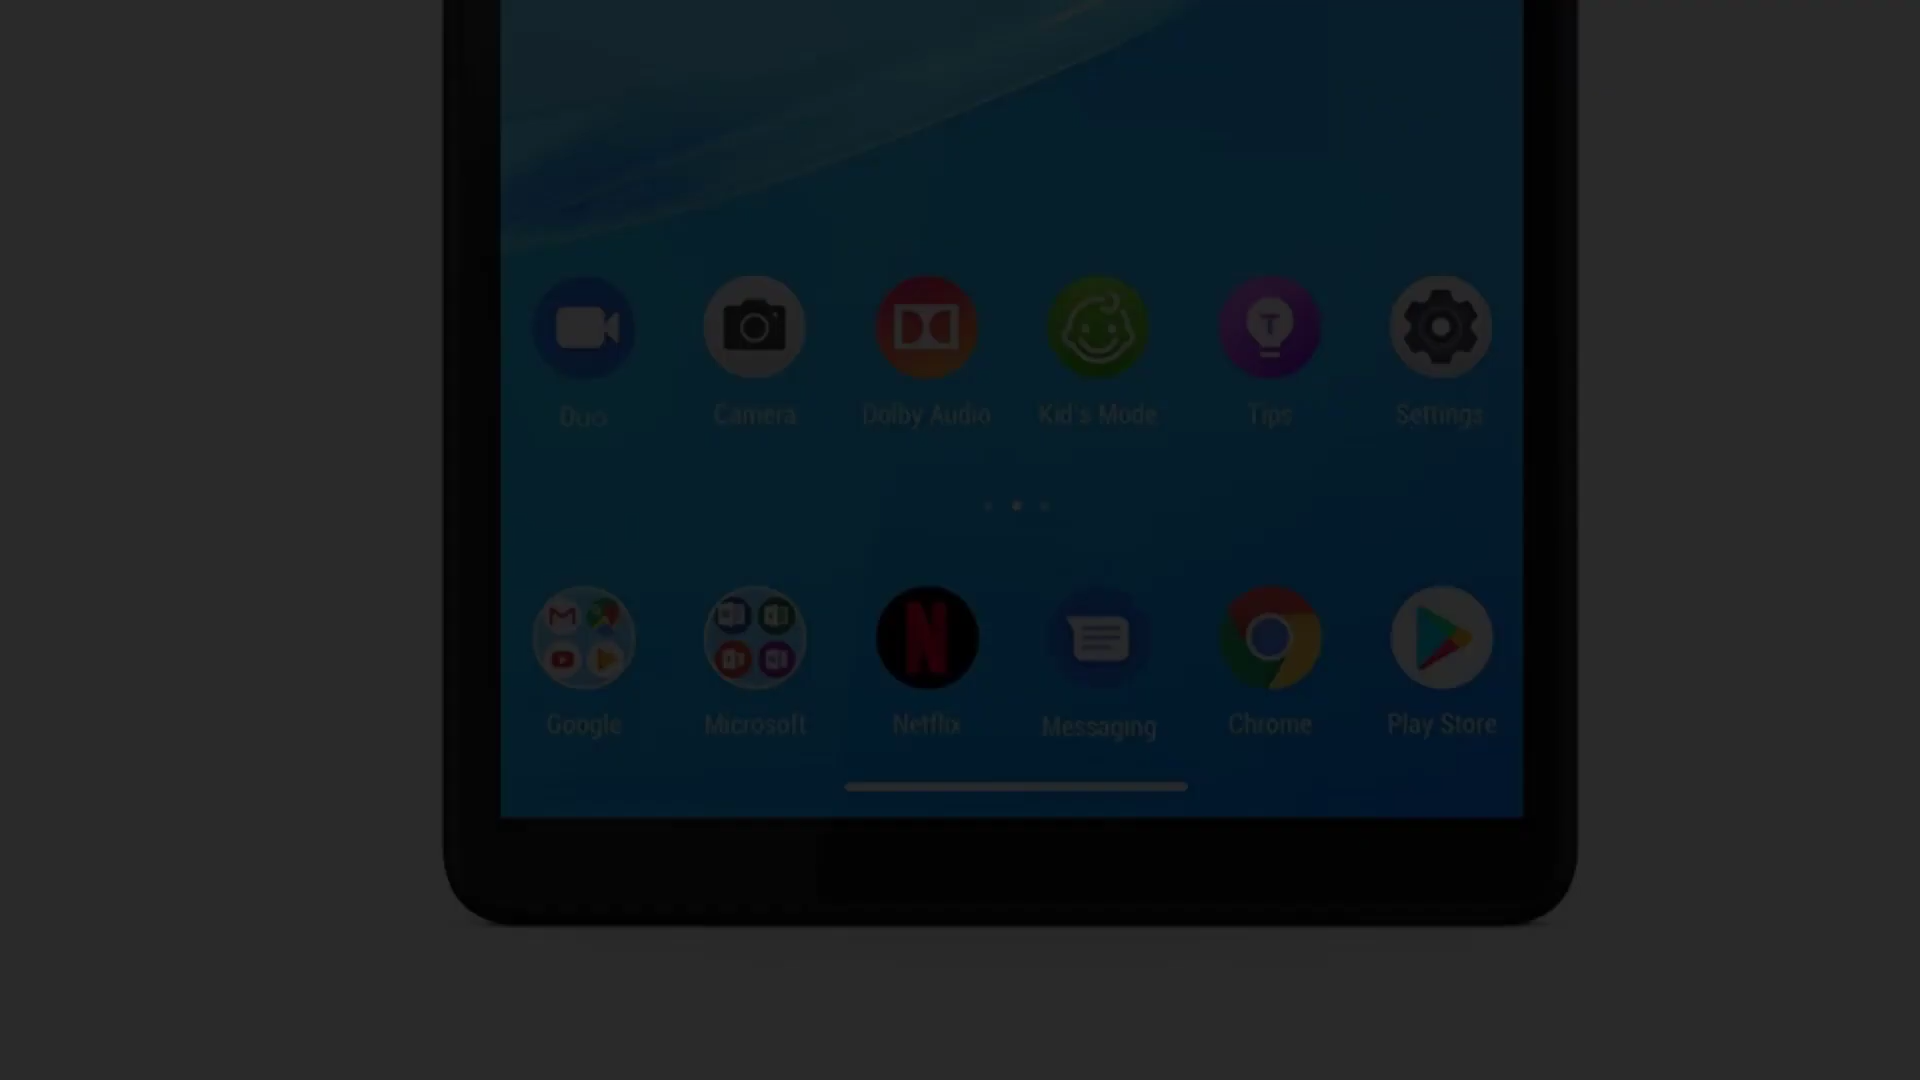 Duo Camera Dolby Audio Kid's Mode Tips Settings
Google Microsoft Netflix Messaging Chrome Play Store